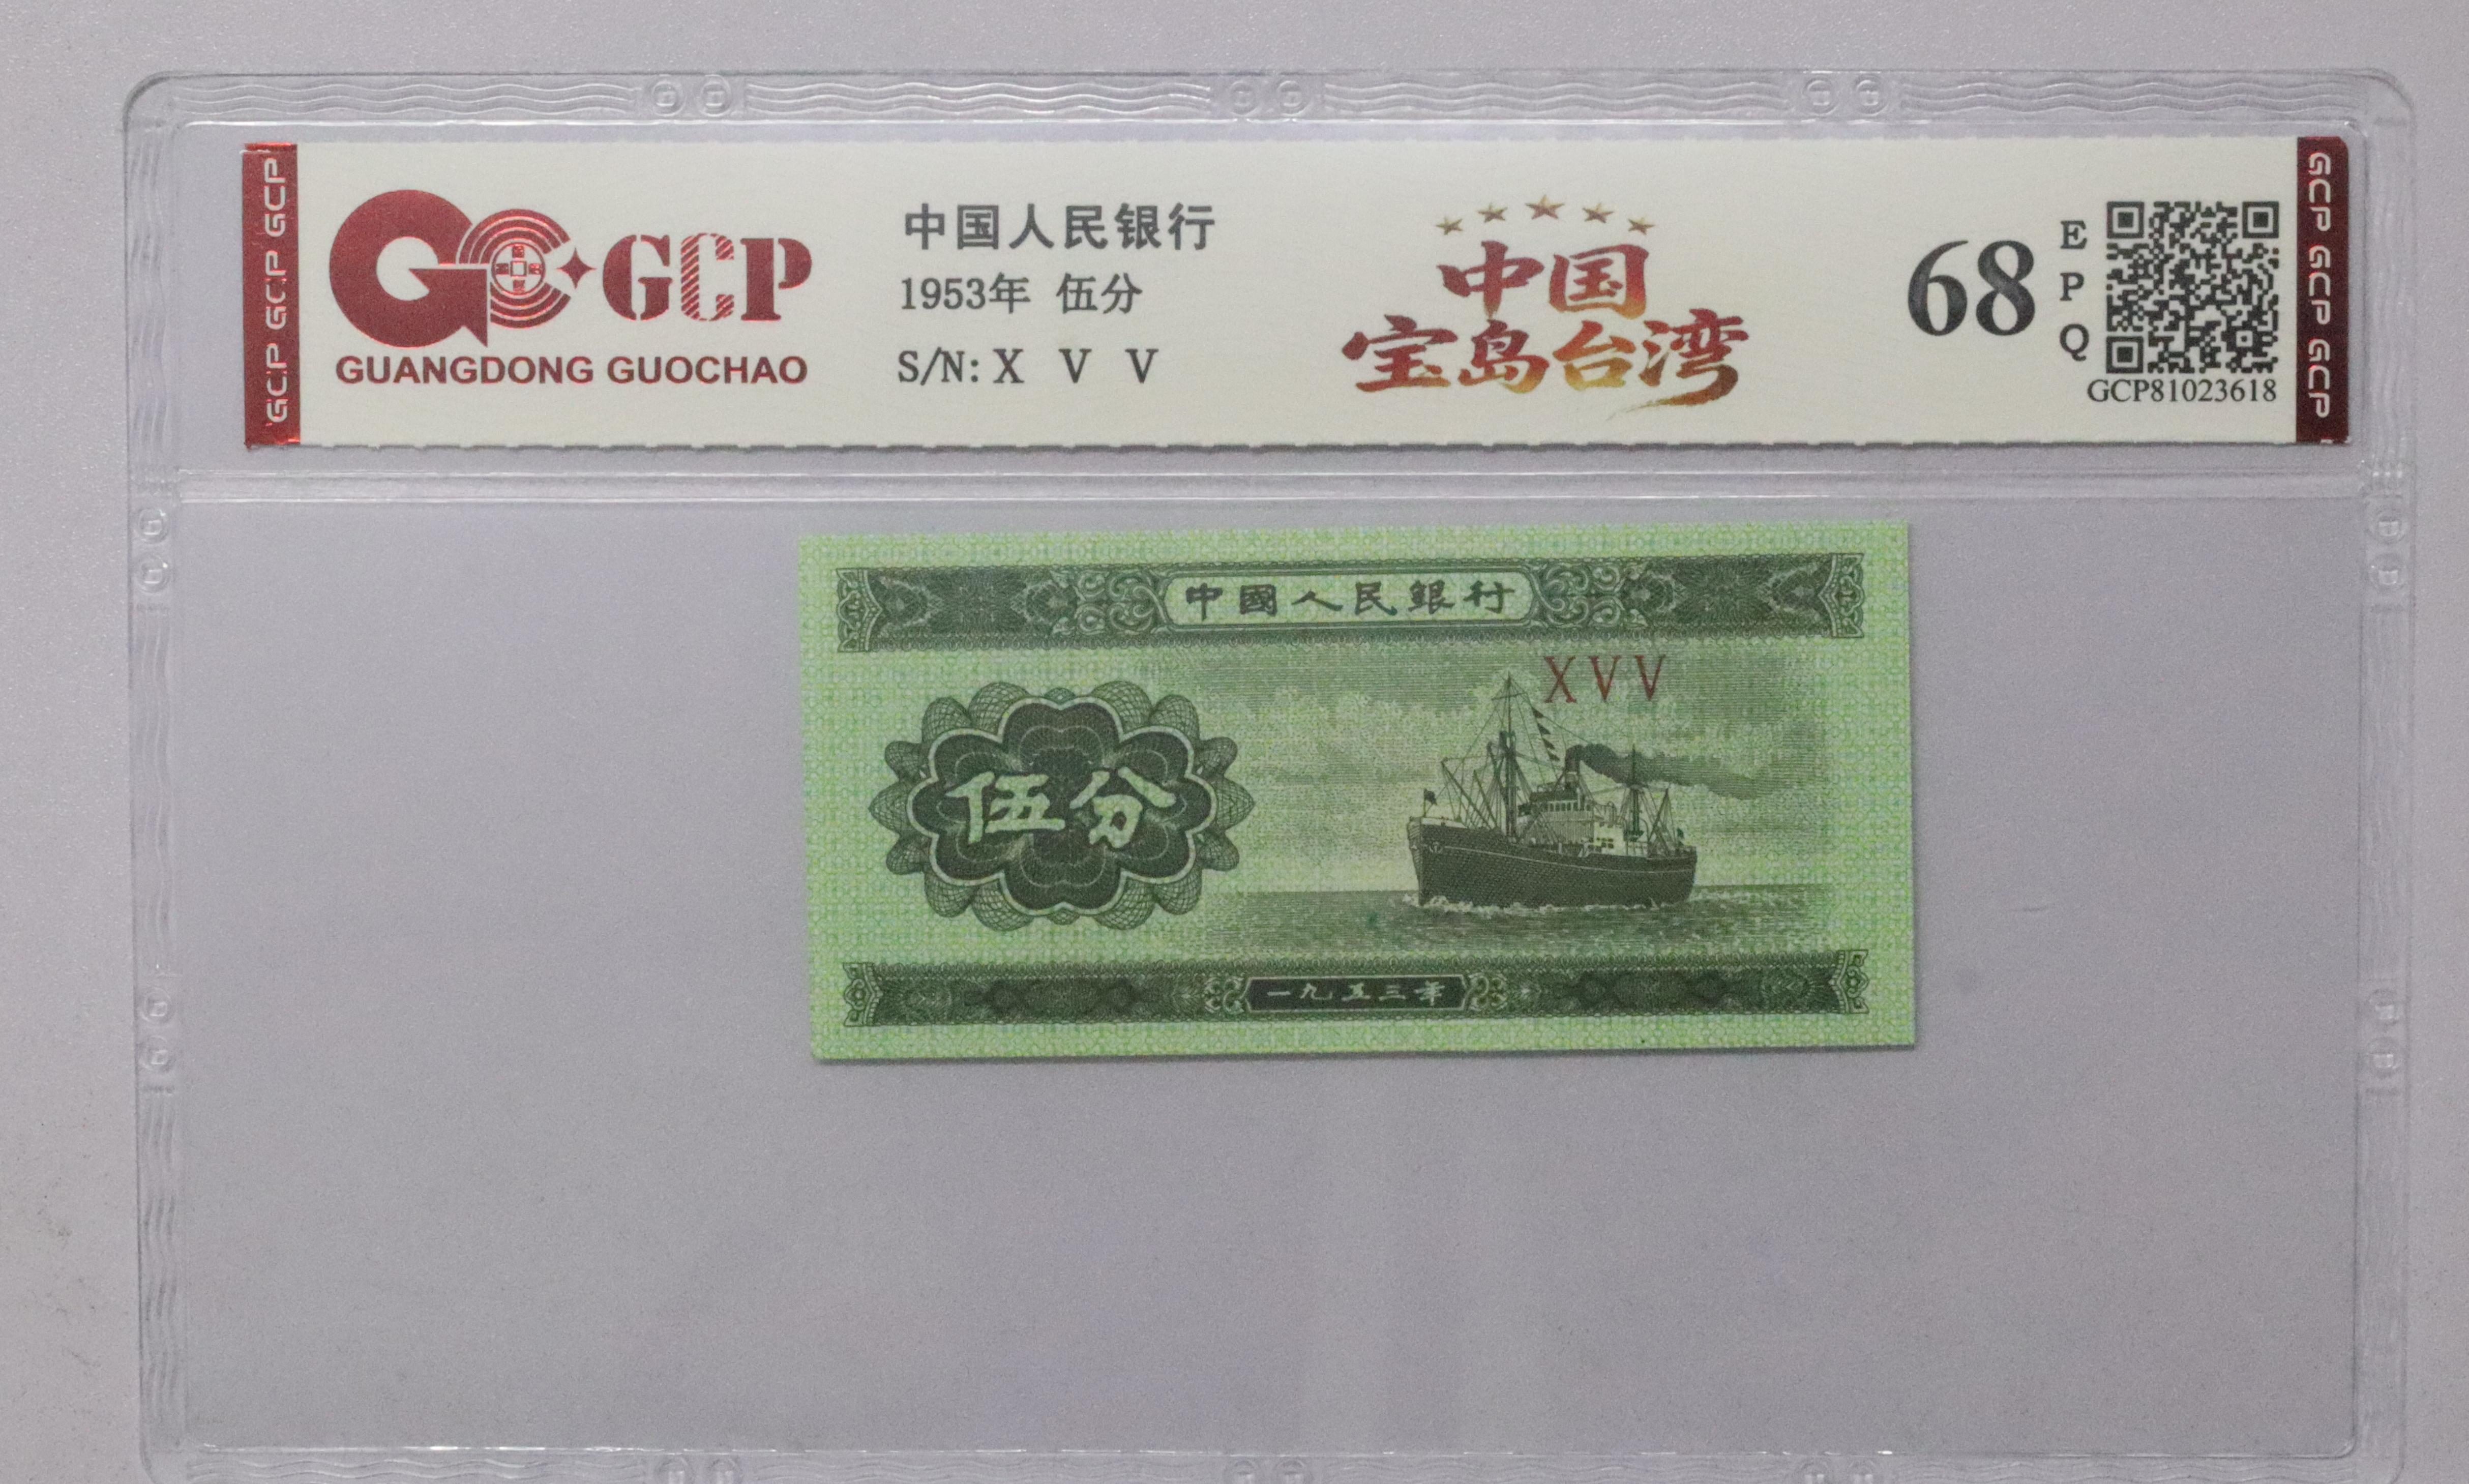 GCP GCP GCP
GCP
GUANGDONG GUOCHAO
中国人民银行
1953年 伍分
S/N: X V V
中国
宝岛台湾
68
E
P
Q
GCP81023618
GCP GCP GCP
中國人民銀行
XVV
伍分
一九五三年